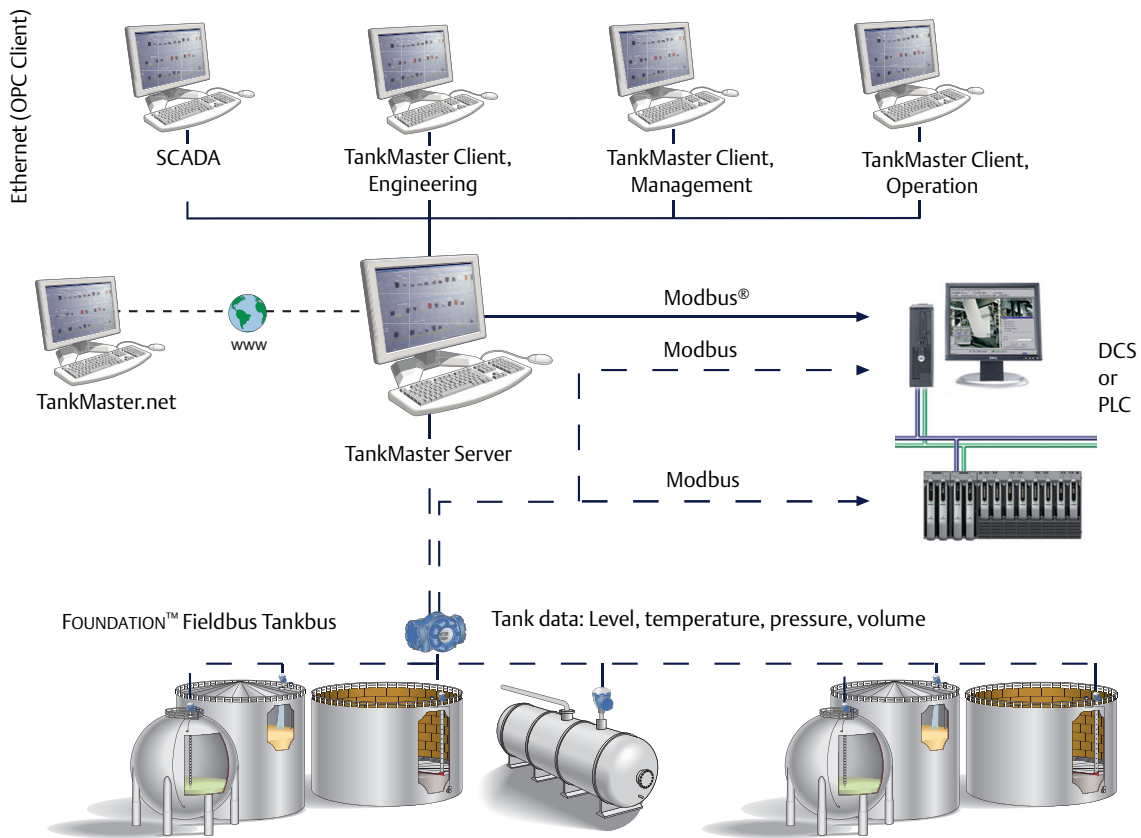 Ethernet (OPC Client)
SCADA
TankMaster Client,
Engineering
TankMaster Client,
Management
TankMaster Client,
Operation
www
TankMaster.net
TankMaster Server
Modbus®
Modbus
Modbus
DCS
or
PLC
FOUNDATION™ Fieldbus Tankbus
Tank data: Level, temperature, pressure, volume